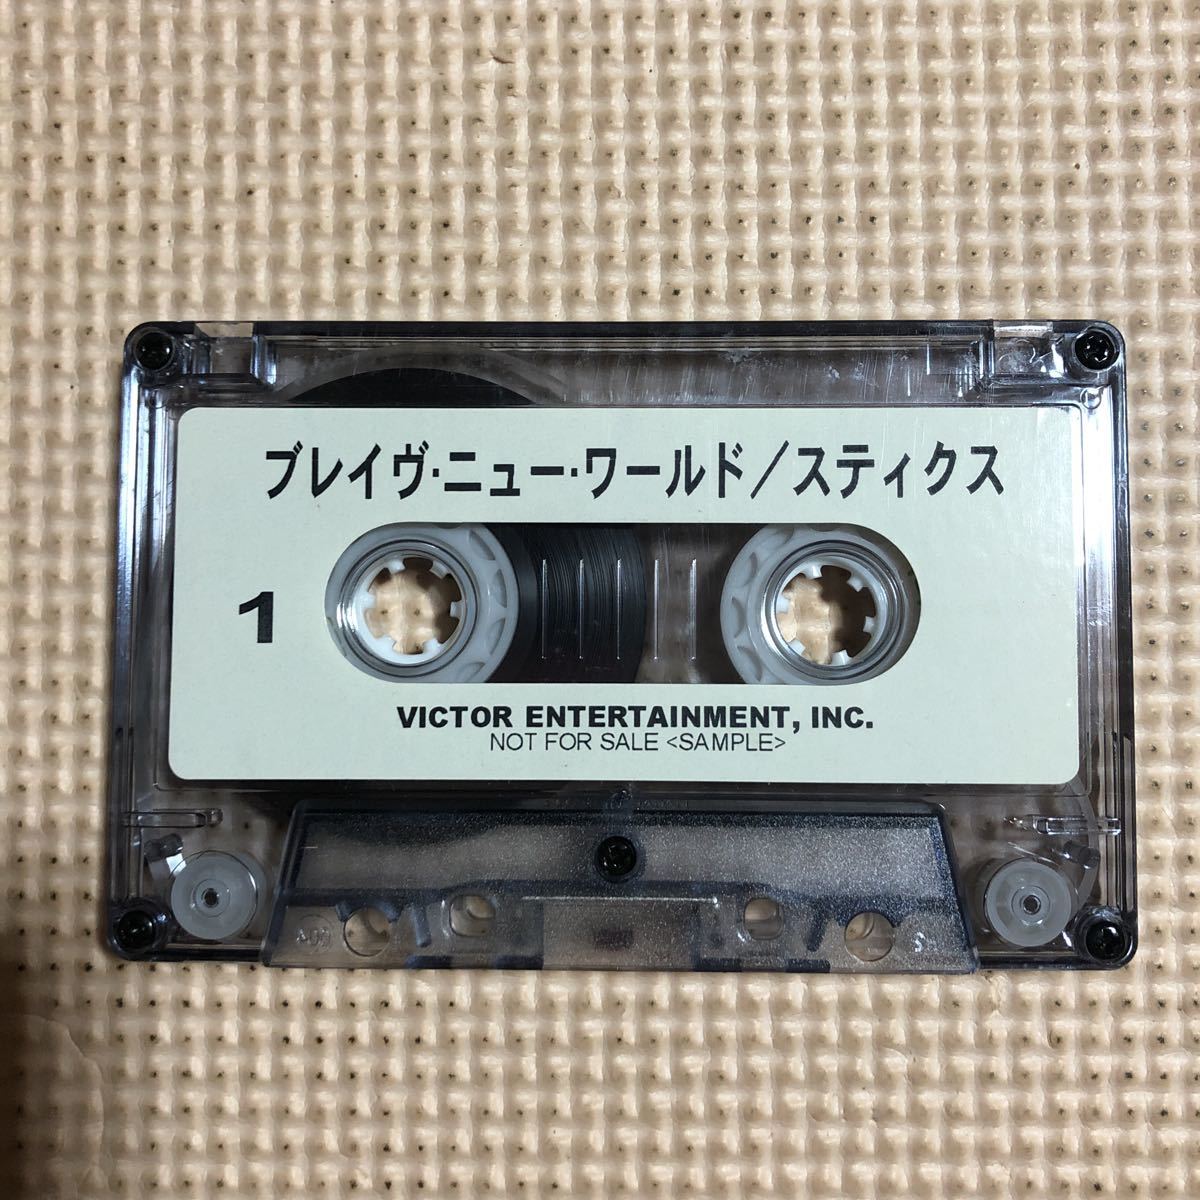 ブレイヴ・ニュー・ワールド／スティクス
1
VICTOR ENTERTAINMENT, INC.
NOT FOR SALE <SAMPLE>